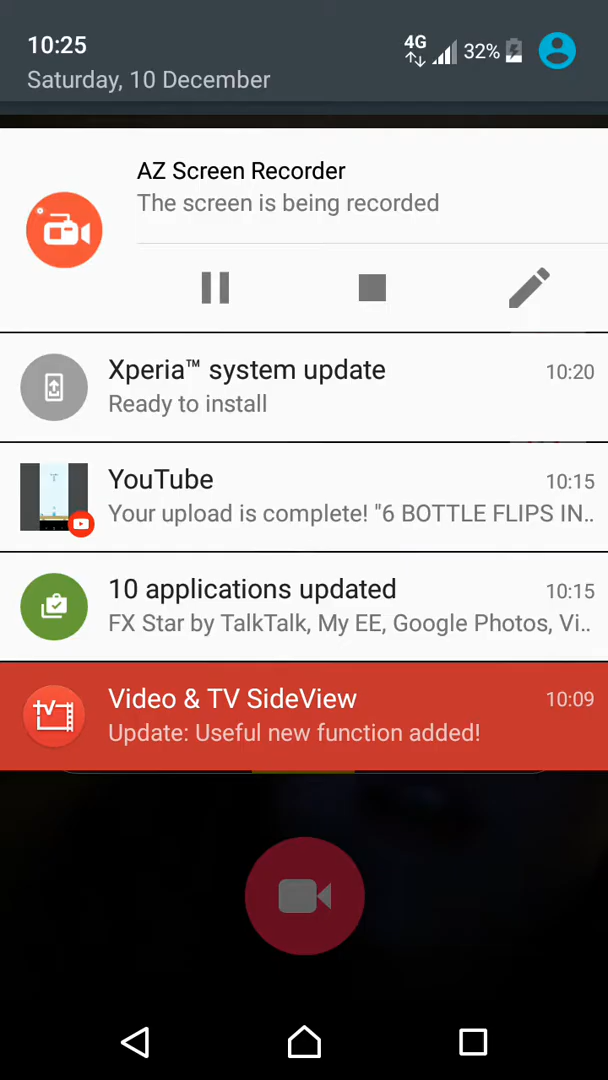 10:25
4G
32%
Saturday, 10 December
AZ Screen Recorder
The screen is being recorded
Xperia™ system update
10:20
Ready to install
YouTube
10:15
Your upload is complete! "6 BOTTLE FLIPS IN..
10 applications updated
10:15
FX Star by TalkTalk, My EE, Google Photos, Vi..
TV
Video & TV SideView
10:09
Update: Useful new function added!